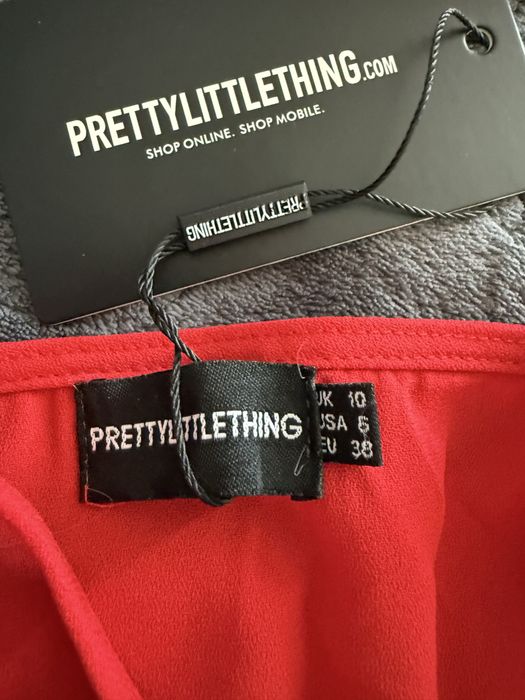 PRETTYLITTLETHING.COM
SHOP ONLINE. SHOP MOBILE.
PRETTYLITTLETHING
PRETTYLITTLETHING
UK 10
USA 6
EU 38